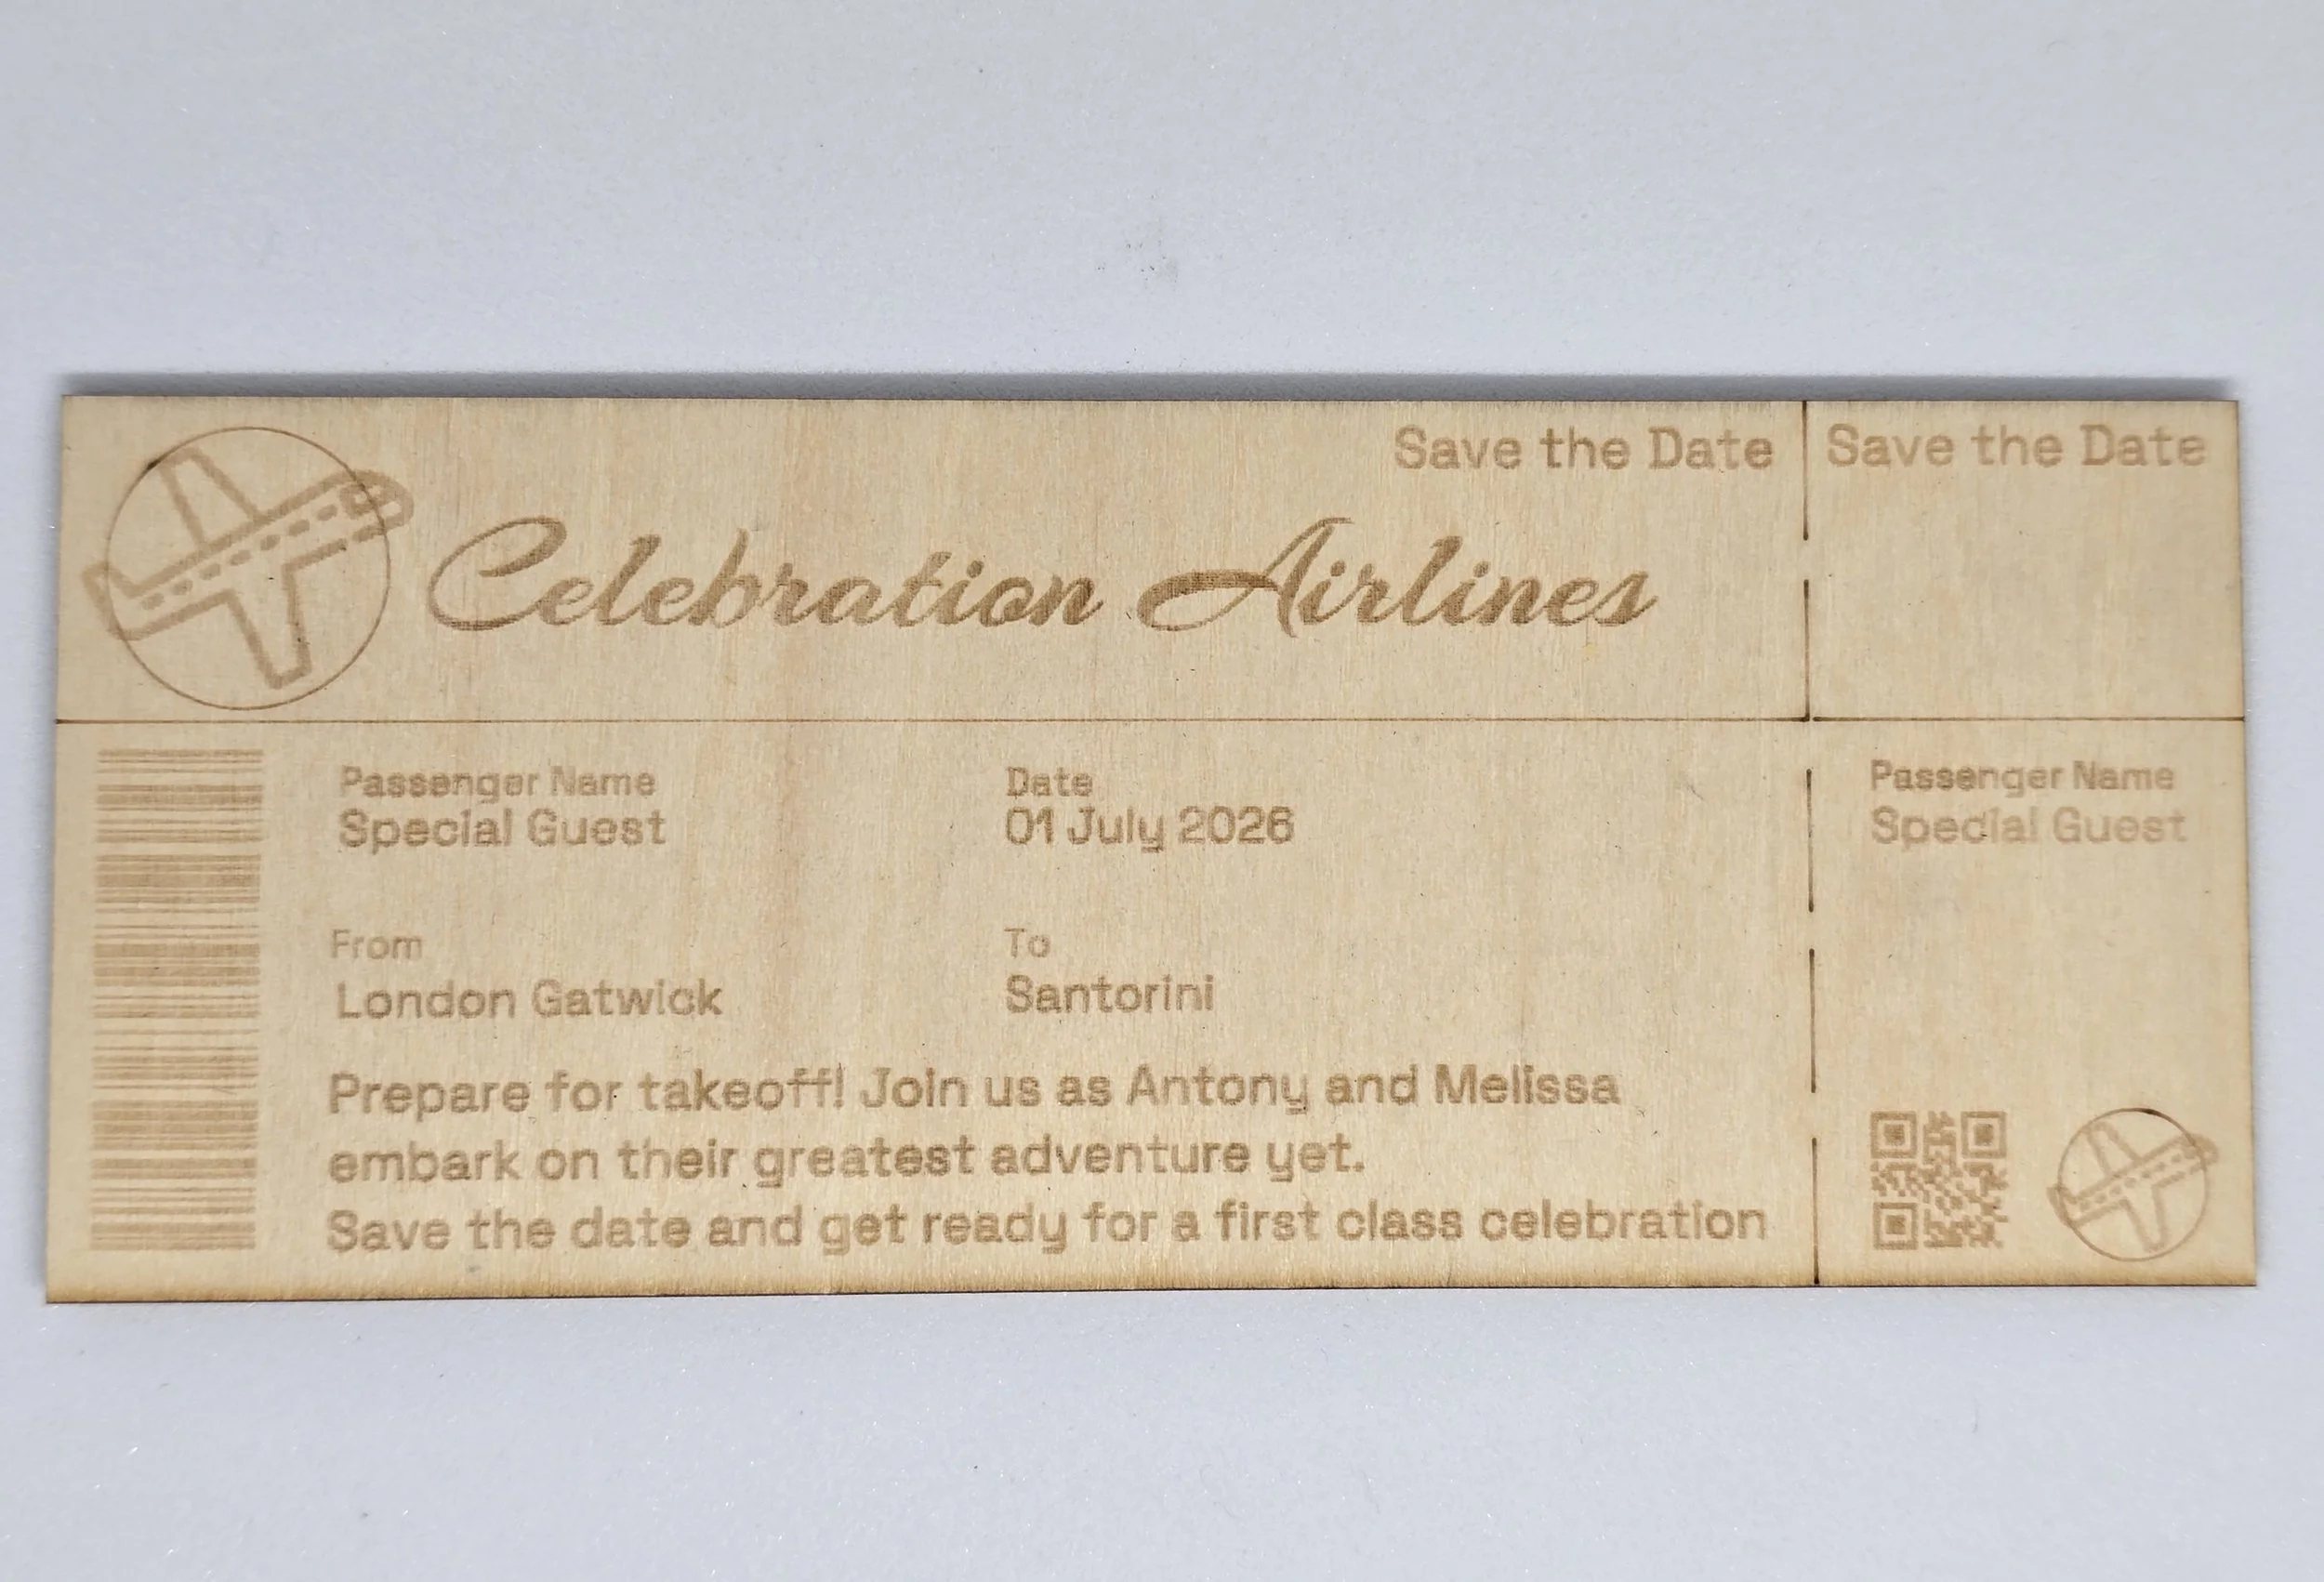 Save the Date
Celebration Airlines
Passenger Name
Special Guest
Date
01 July 2026
From
London Gatwick
To
Santorini
Prepare for takeoff! Join us as Antony and Melissa
embark on their greatest adventure yet.
Save the date and get ready for a first class celebration
Save the Date
Passenger Name
Special Guest